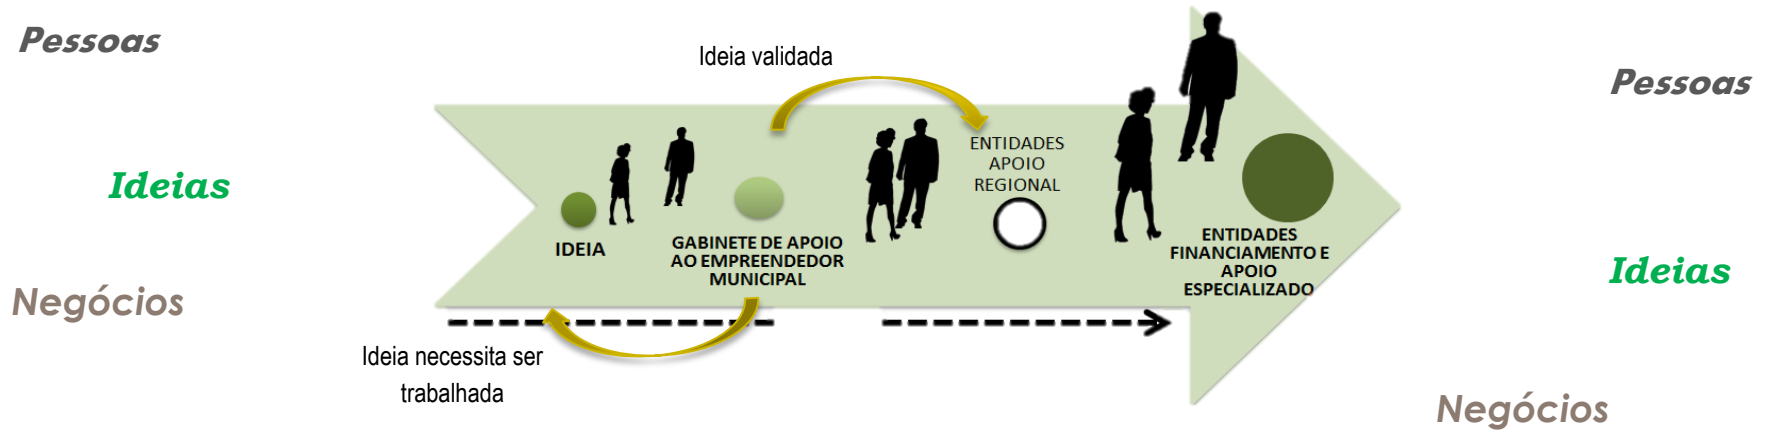 Pessoas
Ideias
Negócios
Ideia validada
IDEIA
GABINETE DE APOIO
AO EMPREENDEDOR
MUNICIPAL
Ideia necessita ser
trabalhada
ENTIDADES
APOIO
REGIONAL
ENTIDADES
FINANCIAMENTO E
APOIO
ESPECIALIZADO
Pessoas
Ideias
Negócios